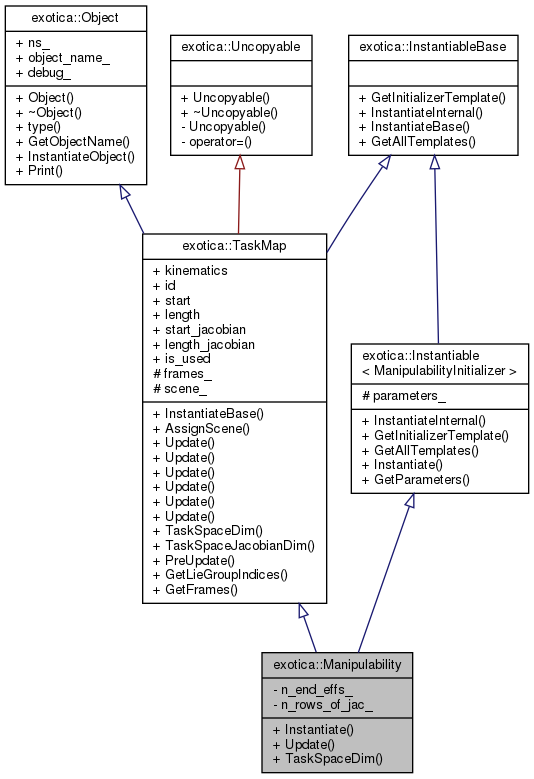 exotica::Object
+ ns_
+ object_name_
+ debug_
+ Object()
+ ~Object()
+ type()
+ GetObjectName()
+ InstantiateObject()
+ Print()
exotica::Uncopyable
+ Uncopyable()
+ ~Uncopyable()
- Uncopyable()
- operator=()
exotica::InstantiableBase
+ GetInitializerTemplate()
+ InstantiateInternal()
+ InstantiateBase()
+ GetAllTemplates()
exotica::TaskMap
+ kinematics
+ id
+ start
+ length
+ start_jacobian
+ length_jacobian
+ is_used
# frames_
# scene_
+ InstantiateBase()
+ AssignScene()
+ Update()
+ Update()
+ Update()
+ Update()
+ Update()
+ Update()
+ TaskSpaceDim()
+ TaskSpaceJacobianDim()
+ PreUpdate()
+ GetLieGroupIndices()
+ GetFrames()
exotica::Instantiable
< ManipulabilityInitializer >
# parameters_
+ InstantiateInternal()
+ GetInitializerTemplate()
+ GetAllTemplates()
+ Instantiate()
+ GetParameters()
exotica::Manipulability
- n_end_effs_
- n_rows_of_jac_
+ Instantiate()
+ Update()
+ TaskSpaceDim()